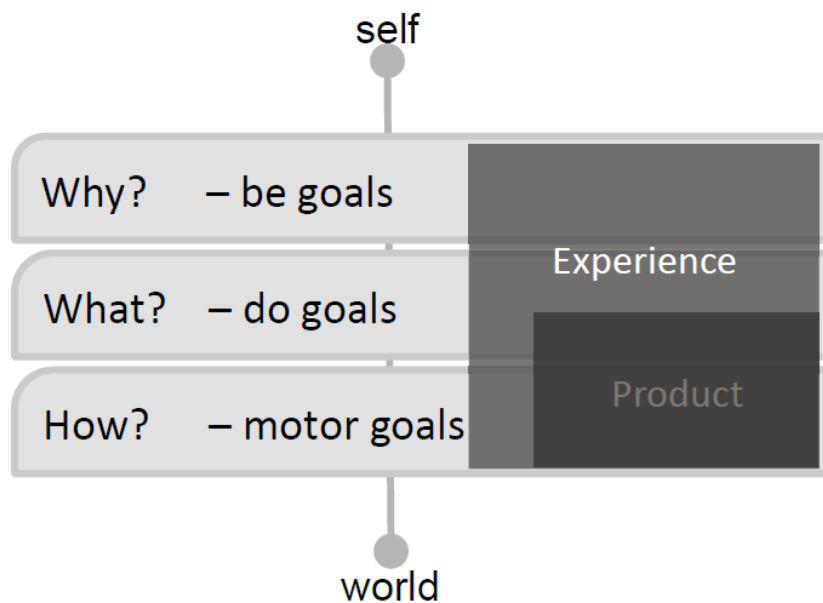 self
Why? – be goals
Experience
What? – do goals
Product
How? – motor goals
world